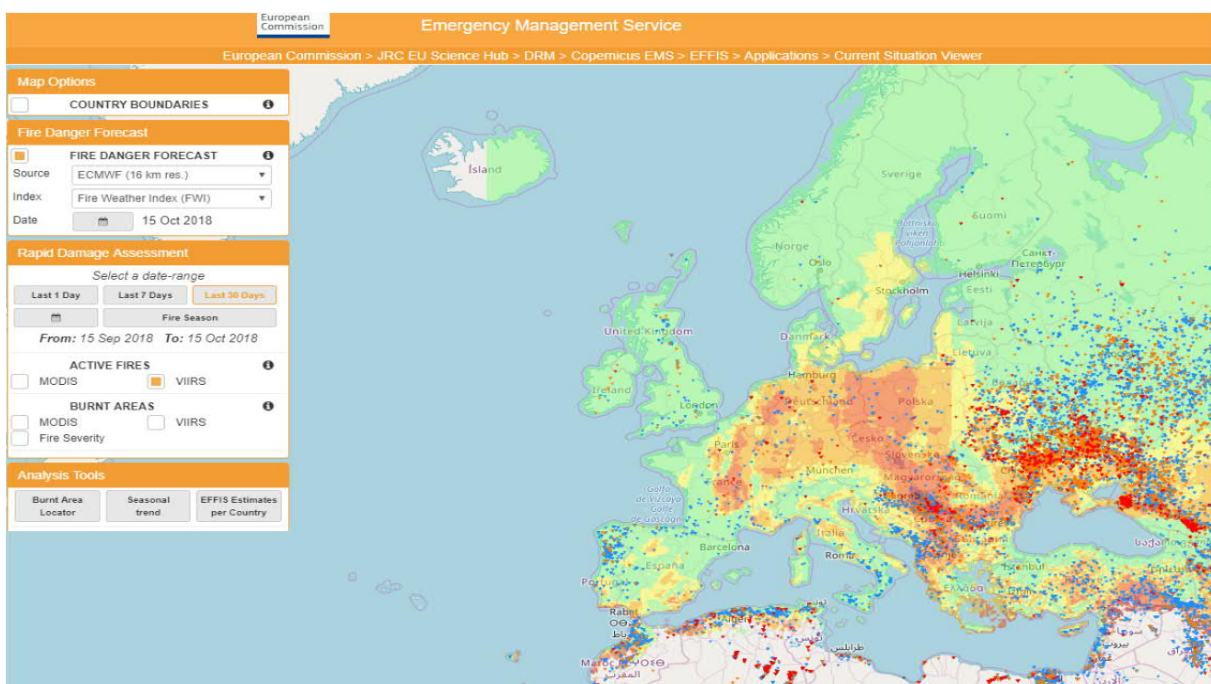 European
Commission
Emergency Management Service
European Commission > JRC EU Science Hub > DRM > Copernicus EMS > EFFIS > Applications > Current Situation Viewer
Map Options
COUNTRY BOUNDARIES
Fire Danger Forecast
FIRE DANGER FORECAST
Source ECMWF (16 km res.)
Index Fire Weather Index (FWI)
Date 15 Oct 2018
Rapid Damage Assessment
Select a date-range
Last 1 Day Last 7 Days Last 30 Days
Fire Season
From: 15 Sep 2018 To: 15 Oct 2018
ACTIVE FIRES
MODIS VIIRS
BURNT AREAS
MODIS VIIRS
Fire Severity
Analysis Tools
Burnt Area Locator
Seasonal trend
EFFIS Estimates per Country
Ísland
Sverige
Suomi
Norge
Oslo
Санкт-
Петербург
Helsinki
Stockholm
Eesti
Latvija
United Kingdom
Danmark
Lietuva
Hamburg
Ireland
London
Deutschland
Polska
Paris
Česko
Slovensko
München
France
Hrvatska
Italia
Barcelona
Roma
España
Portugal
İstanbul
Ελλάδα
Rabat
تونس
طرابلس
Maroc
المغرب
بيروت